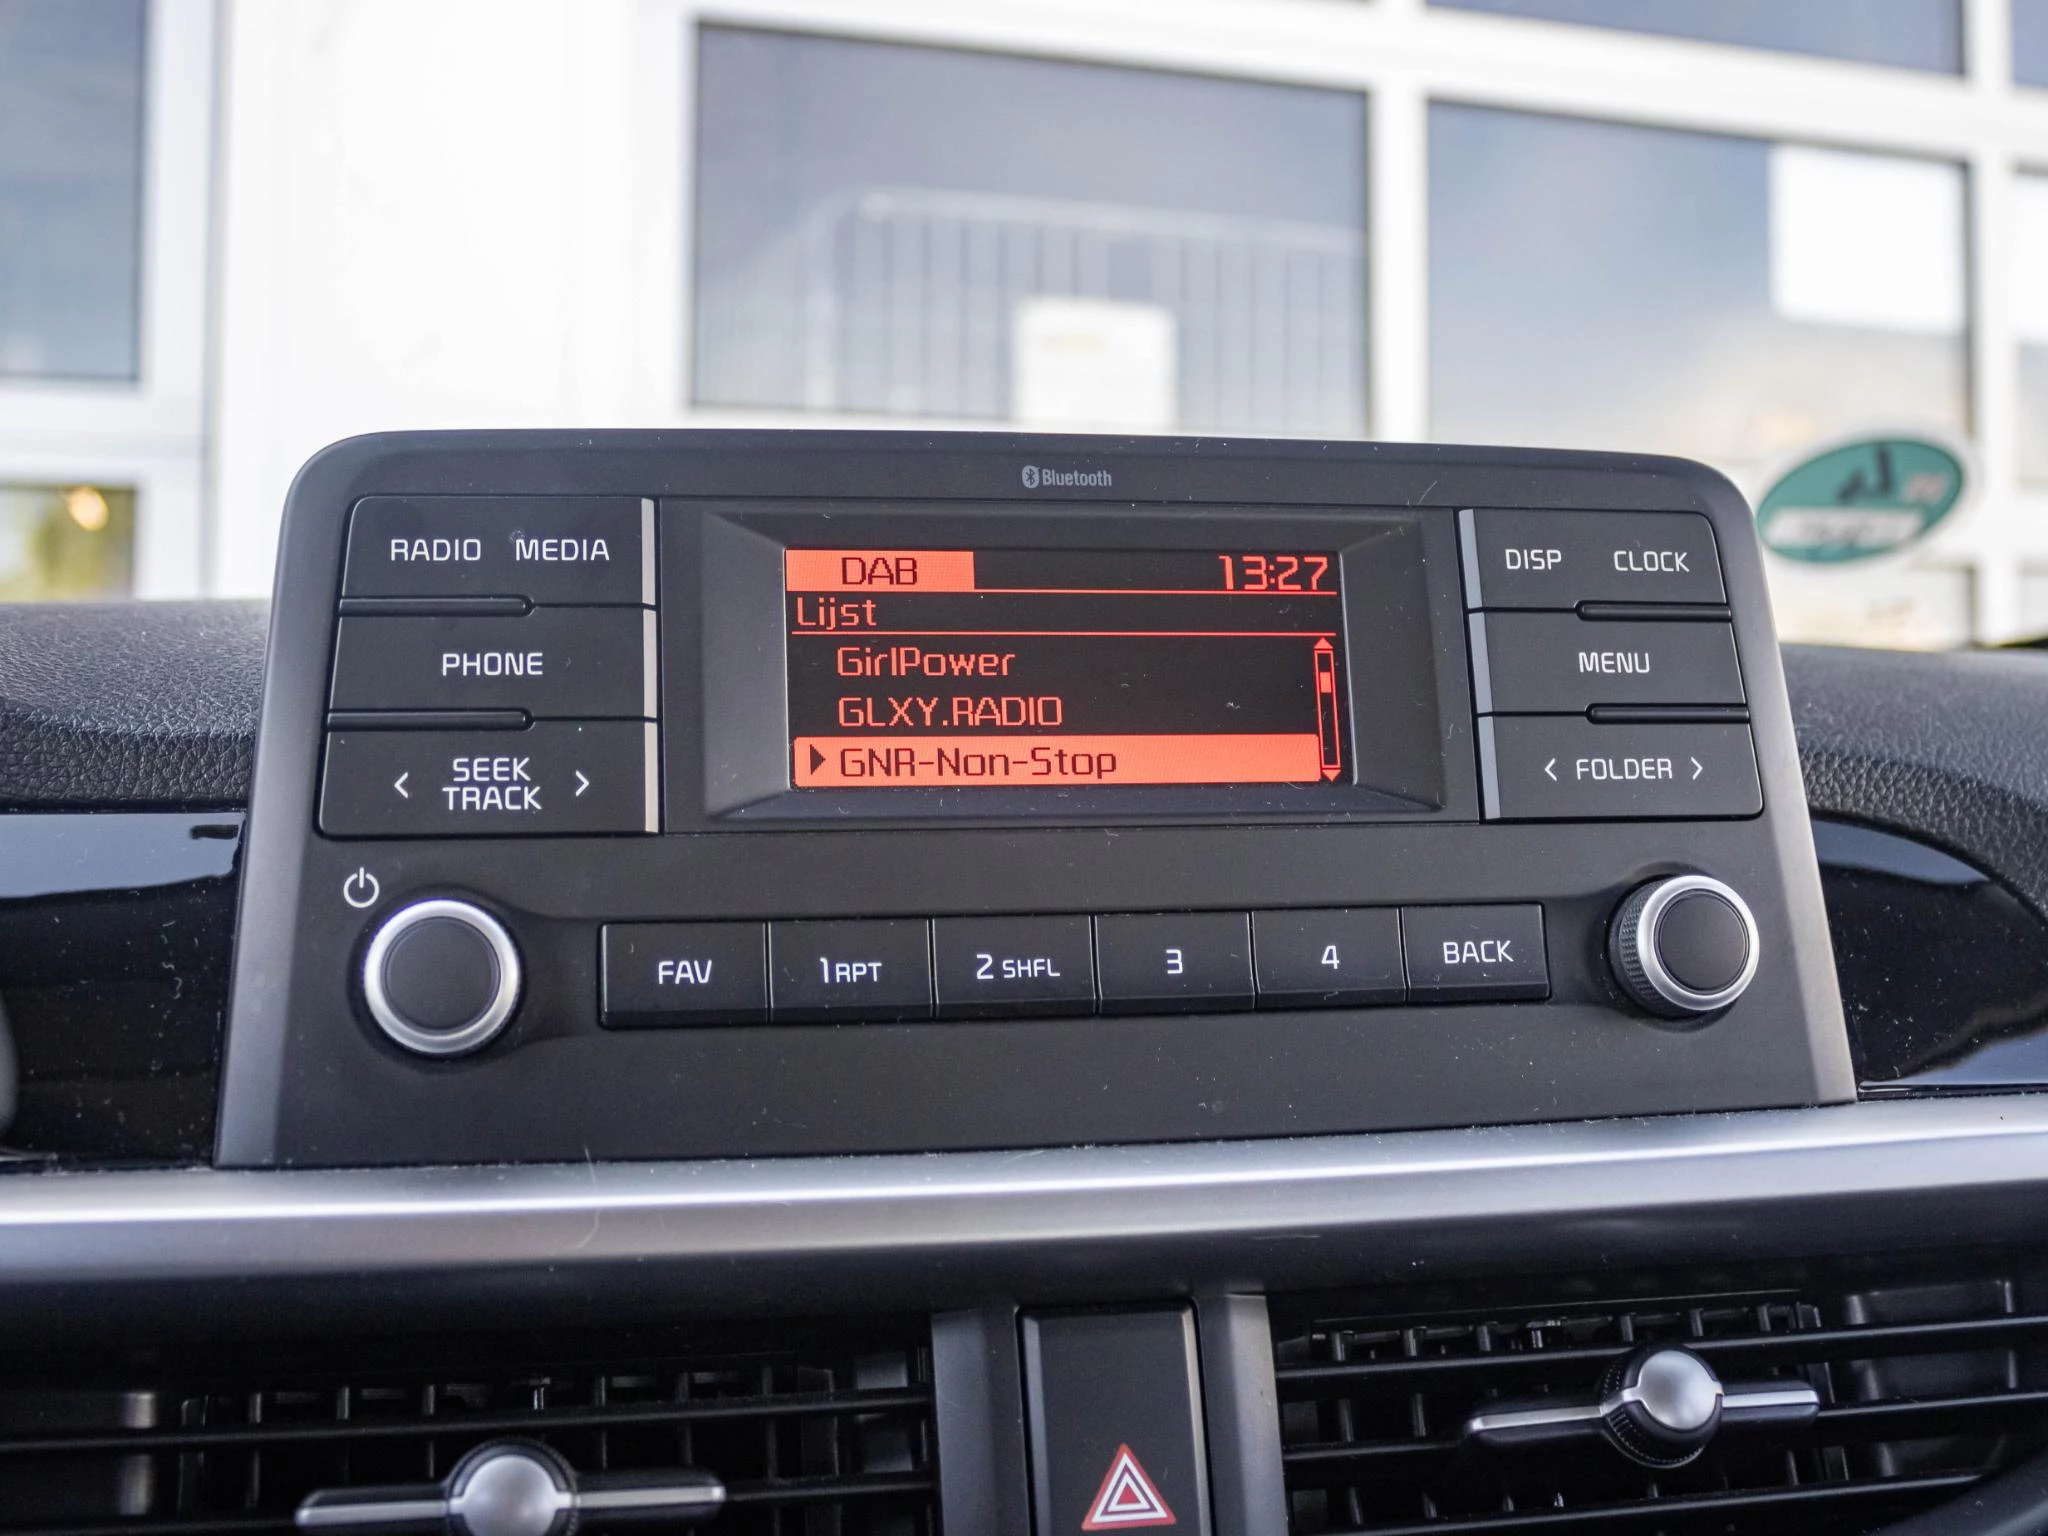 Bluetooth
RADIO MEDIA
DISP CLOCK
DAB 13:27
Lijst
GirlPower
GLXY.RADIO
GNR-Non-Stop
PHONE
MENU
< SEEK >
TRACK
< FOLDER >
FAV 1 RPT 2 SHFL 3 4 BACK